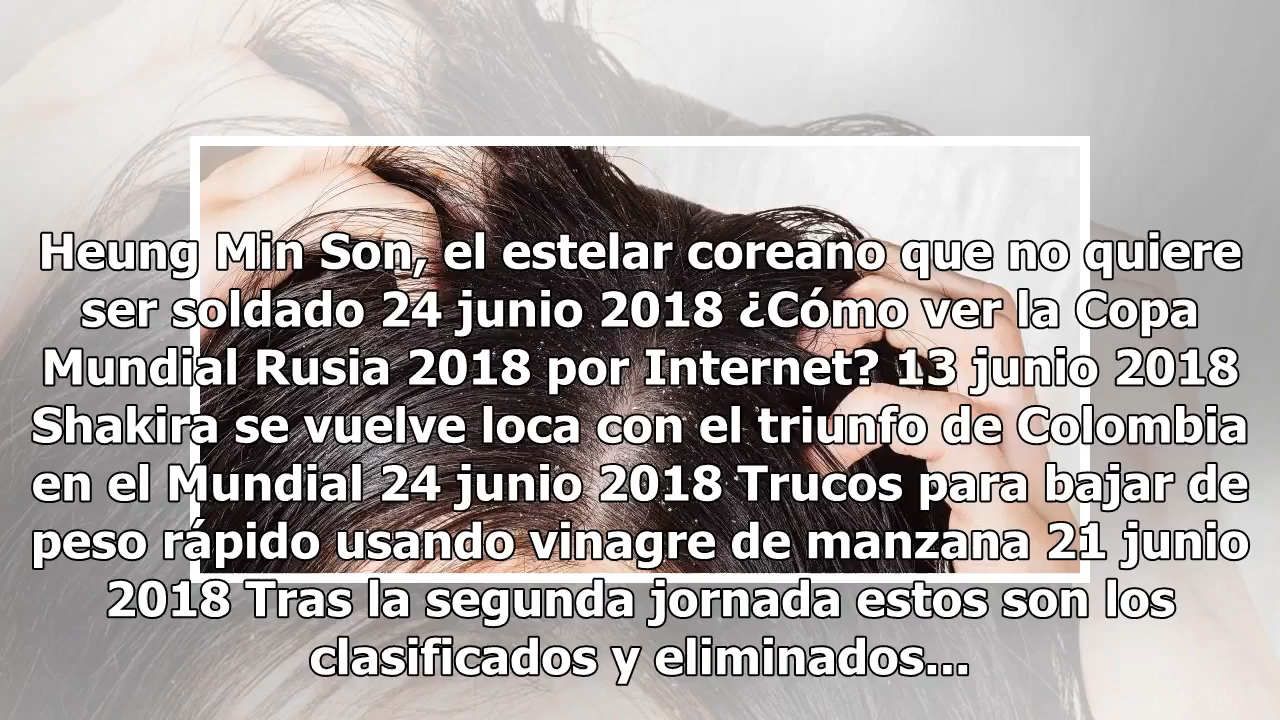 Heung Min Son, el estelar coreano que no quiere
ser soldado 24 junio 2018 ¿Cómo ver la Copa
Mundial Rusia 2018 por Internet? 13 junio 2018
Shakira se vuelve loca con el triunfo de Colombia
en el Mundial 24 junio 2018 Trucos para bajar de
peso rápido usando vinagre de manzana 21 junio
2018 Tras la segunda jornada estos son los
clasificados y eliminados...